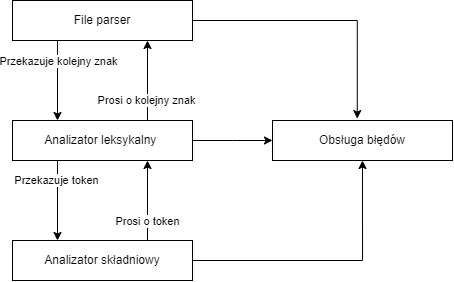 File parser
Przekazuje kolejny znak
Prosi o kolejny znak
Analizator leksykalny
Obsługa błędów
Przekazuje token
Prosi o token
Analizator składniowy